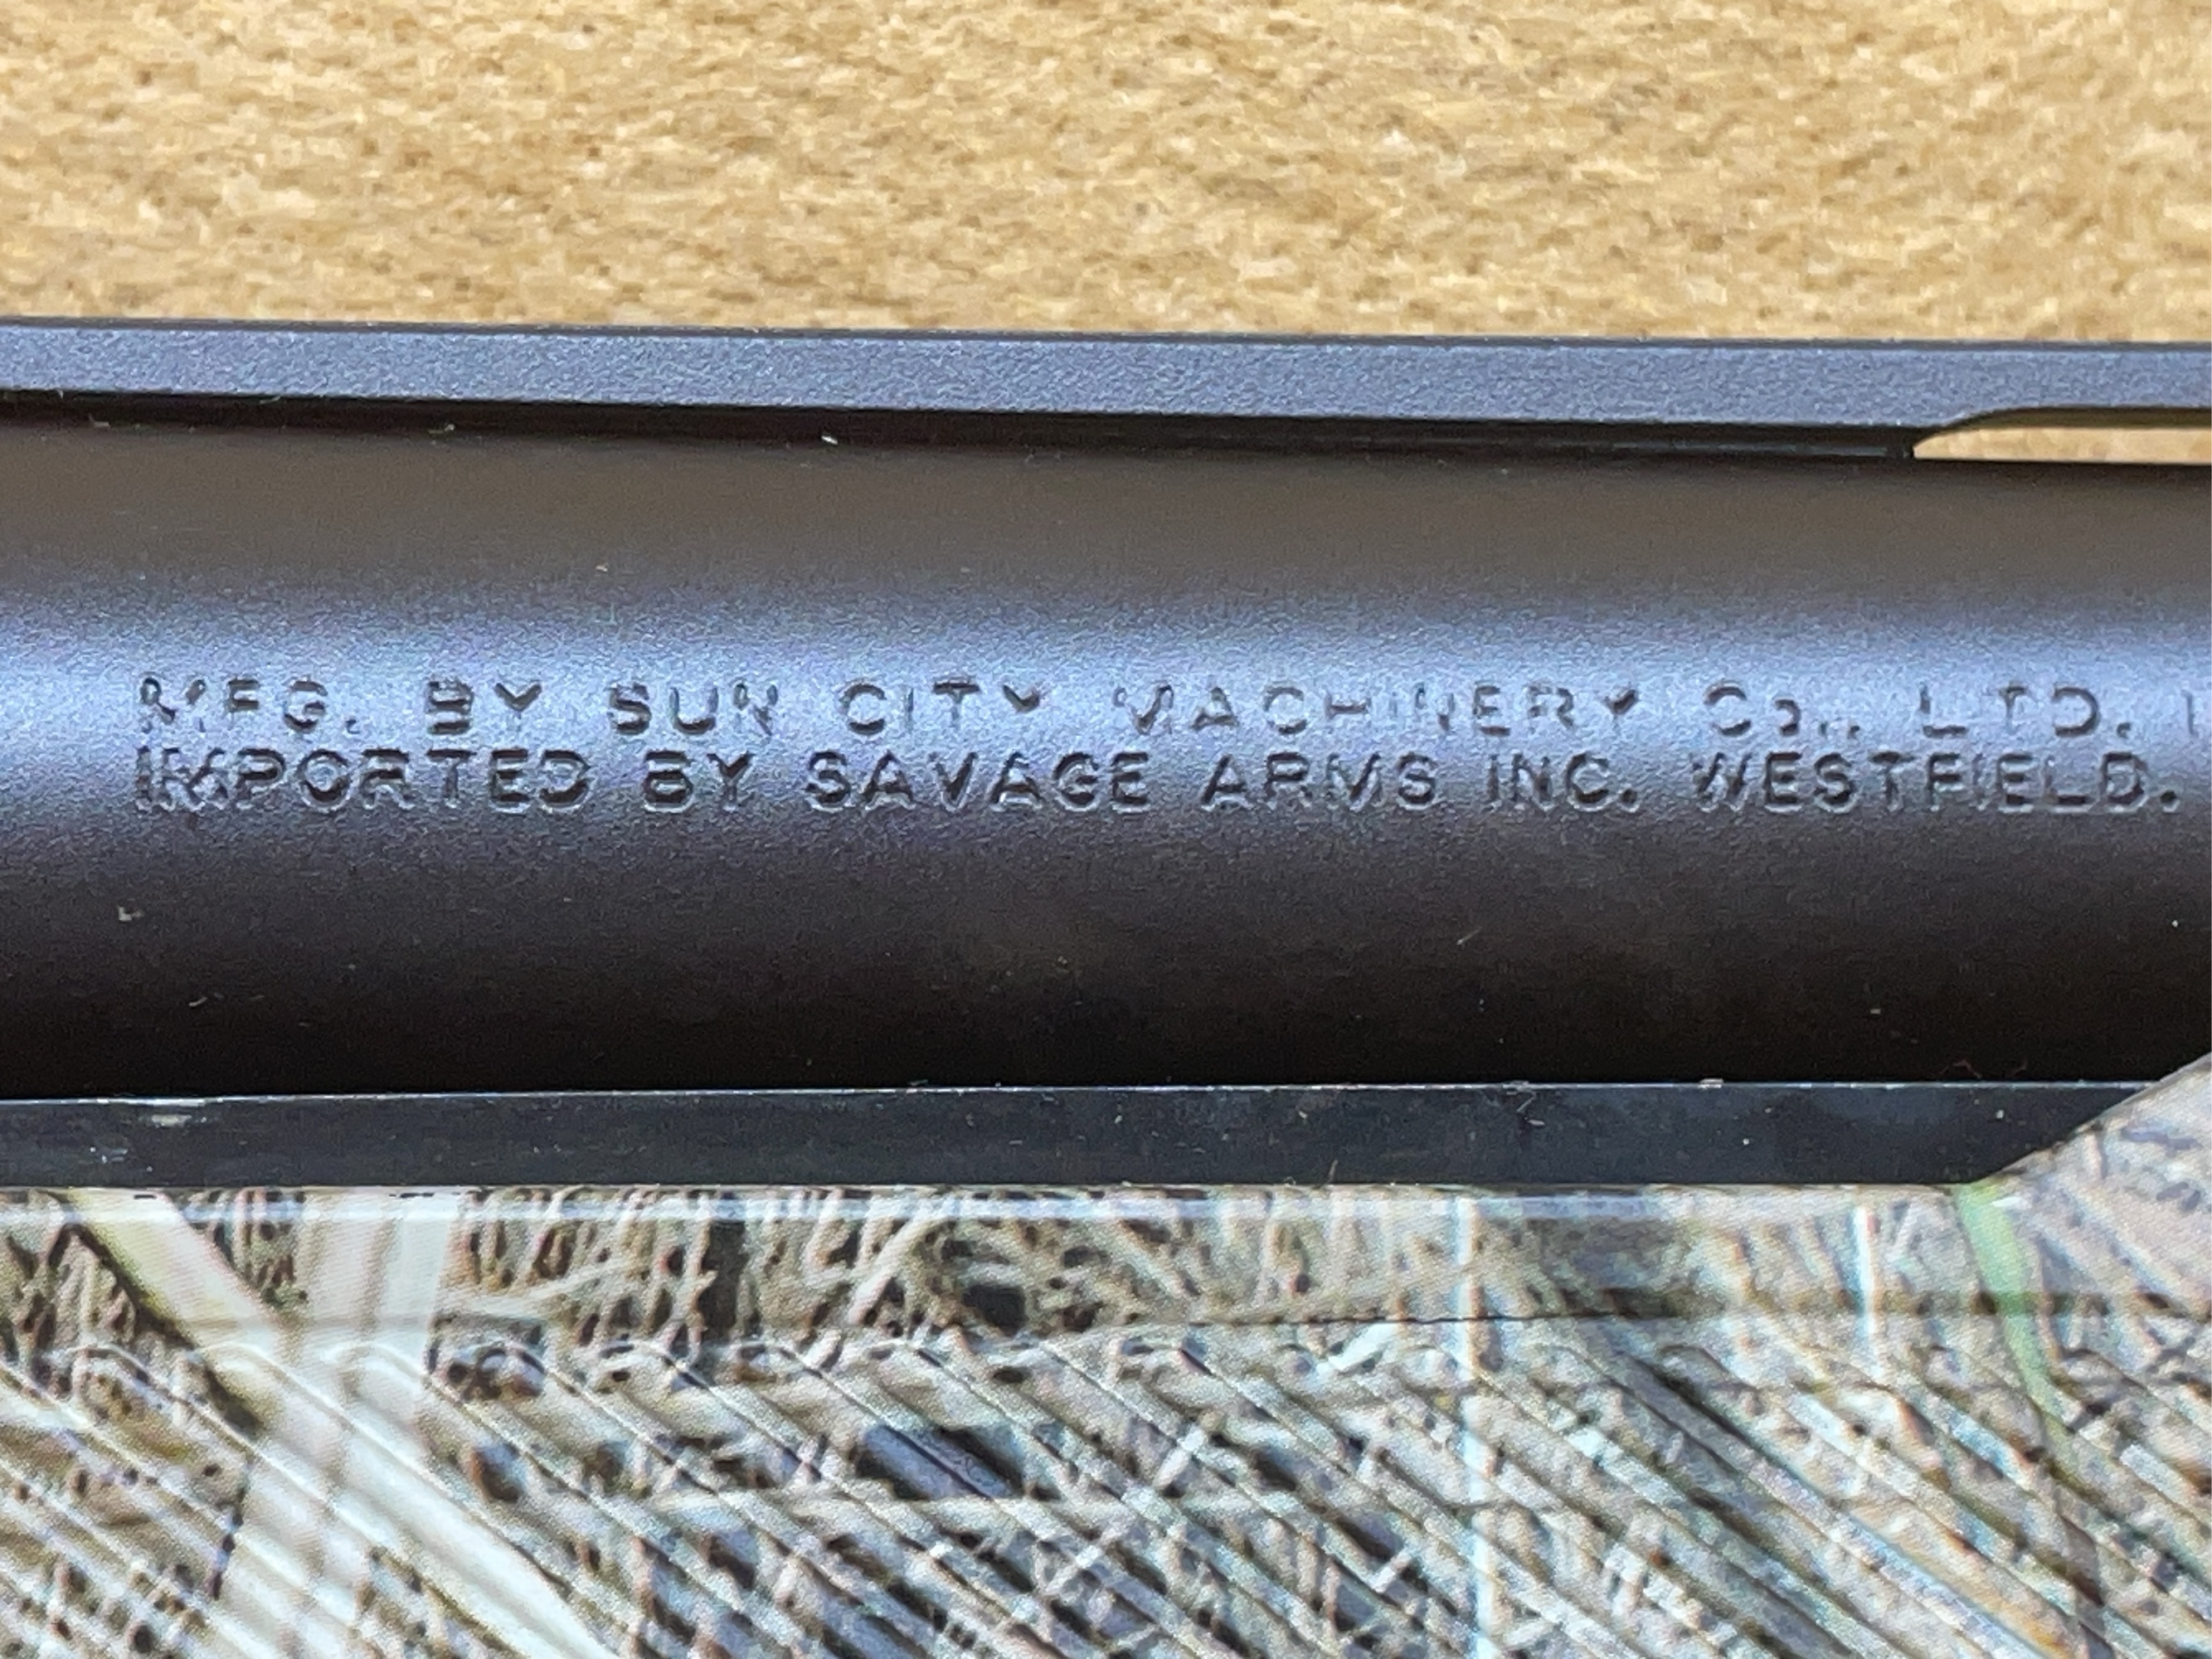 MFG. BY SUN CITY MACHINERY Co., LTD.
IMPORTED BY SAVAGE ARMS INC. WESTFIELD.